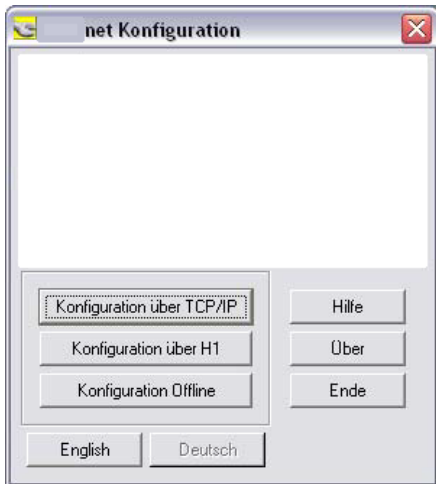 net Konfiguration
Konfiguration über TCP/IP
Hilfe
Konfiguration über H1
Über
Konfiguration Offline
Ende
English
Deutsch